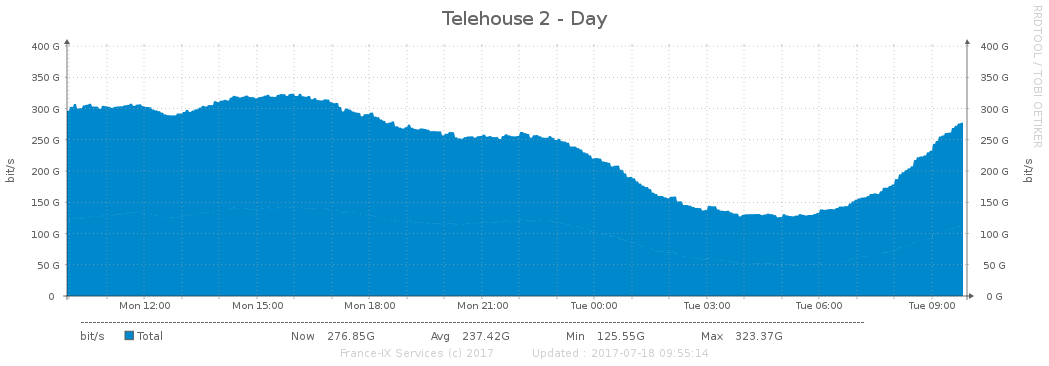 Telehouse 2 - Day
RRDTOOL / TOBI OETIKER
400 G 400 G
350 G 350 G
300 G 300 G
250 G 250 G
200 G 200 G
150 G 150 G
100 G 100 G
50 G 50 G
0 0 G
bit/s bit/s
Mon 12:00 Mon 15:00 Mon 18:00 Mon 21:00 Tue 00:00 Tue 03:00 Tue 06:00 Tue 09:00
bit/s Total Now 276.85G Avg 237.42G Min 125.55G Max 323.37G
France-IX Services (c) 2017 Updated : 2017-07-18 09:55:14